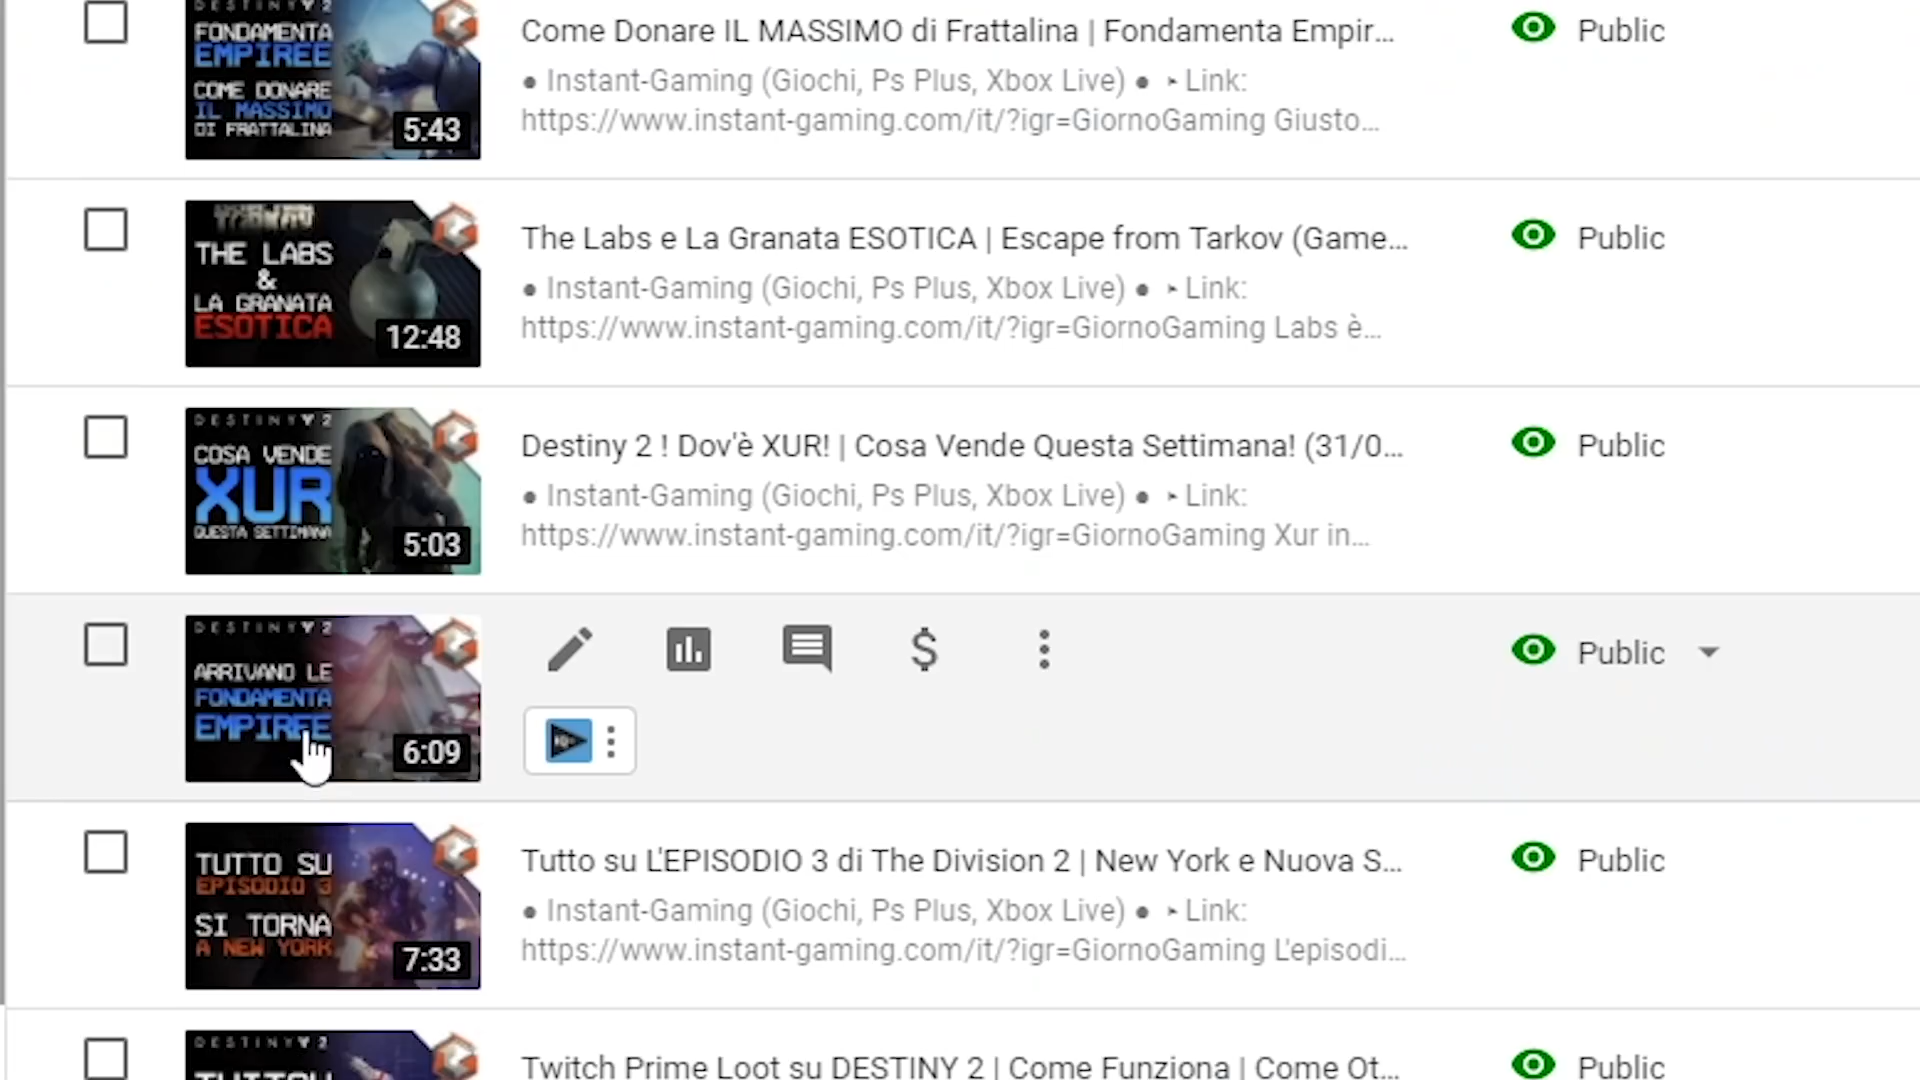 DESTINY 2
FONDAMENTA
EMPIREE
COME DONARE
IL MASSIMO
DI FRATTALINA
5:43
Come Donare IL MASSIMO di Frattalina | Fondamenta Empir...
● Instant-Gaming (Giochi, Ps Plus, Xbox Live) ● ‣ Link:
https://www.instant-gaming.com/it/?igr=GiornoGaming Giusto...
Public
THE LABS
&
LA GRANATA
ESOTICA
12:48
The Labs e La Granata ESOTICA | Escape from Tarkov (Game...
● Instant-Gaming (Giochi, Ps Plus, Xbox Live) ● ‣ Link:
https://www.instant-gaming.com/it/?igr=GiornoGaming Labs è...
Public
DESTINY 2
COSA VENDE
XUR
QUESTA SETTIMANA
5:03
Destiny 2 ! Dov'è XUR! | Cosa Vende Questa Settimana! (31/0...
● Instant-Gaming (Giochi, Ps Plus, Xbox Live) ● ‣ Link:
https://www.instant-gaming.com/it/?igr=GiornoGaming Xur in...
Public
DESTINY 2
ARRIVANO LE
FONDAMENTA
EMPIREE
6:09
Public
TUTTO SU
EPISODIO 3
SI TORNA
A NEW YORK
7:33
Tutto su L'EPISODIO 3 di The Division 2 | New York e Nuova S...
● Instant-Gaming (Giochi, Ps Plus, Xbox Live) ● ‣ Link:
https://www.instant-gaming.com/it/?igr=GiornoGaming L'episodi...
Public
DESTINY 2
Twitch Prime Loot su DESTINY 2 | Come Funziona | Come Ot...
Public